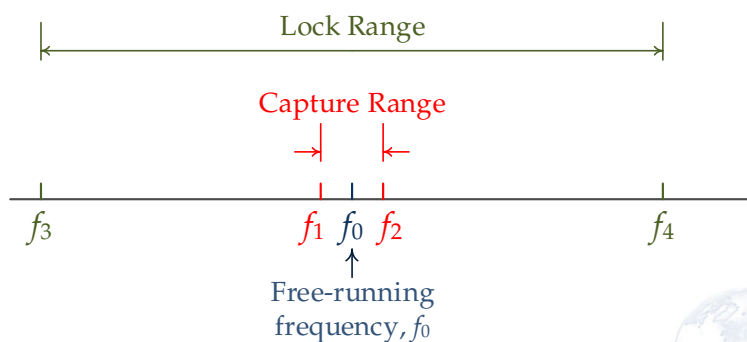 Lock Range
Capture Range
f3 f1 f0 f2 f4
Free-running
frequency, f0